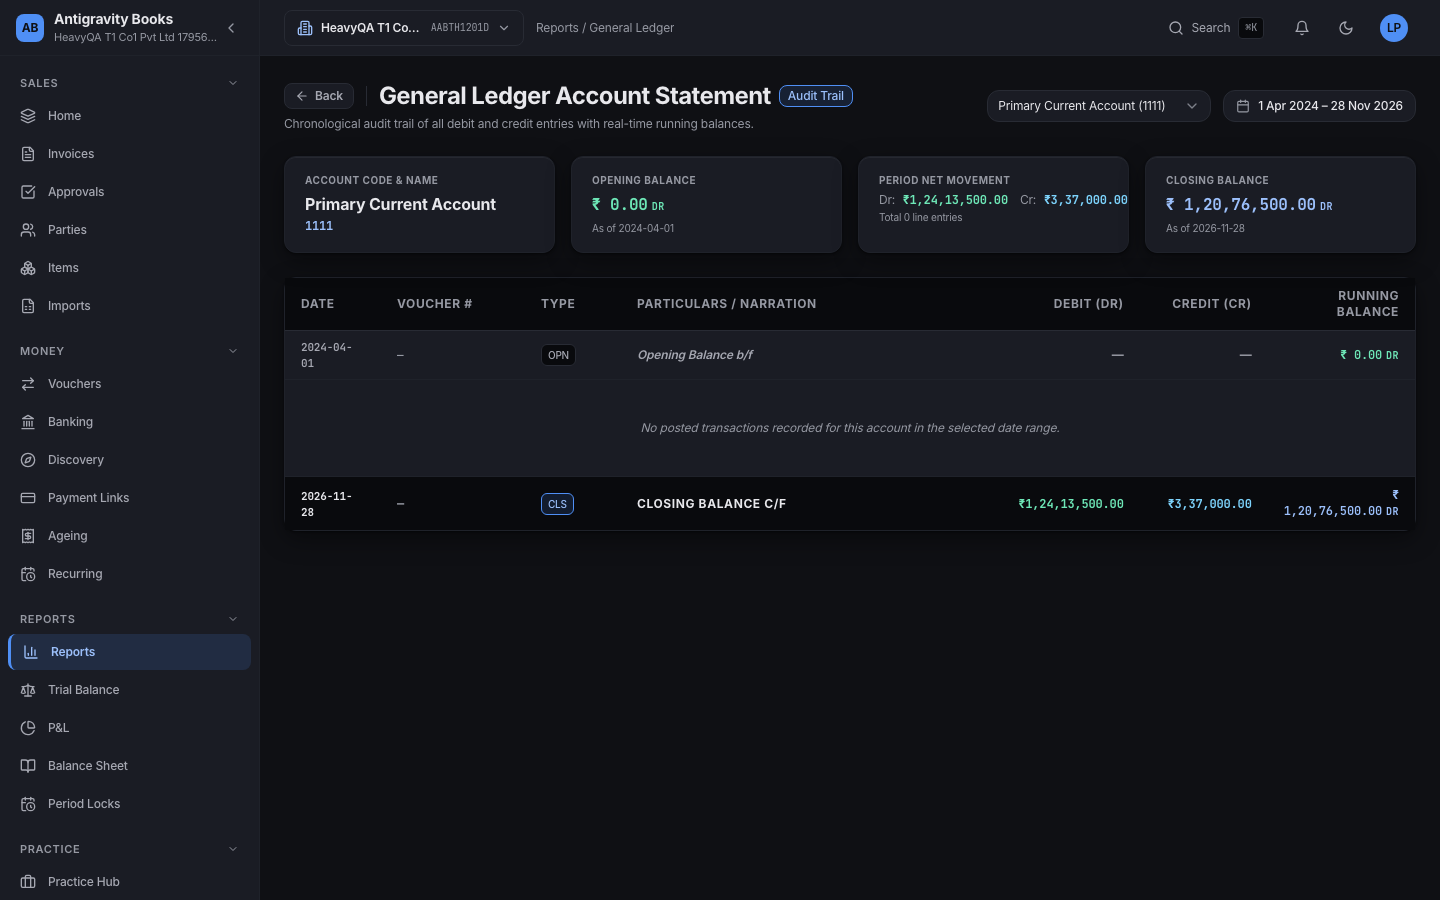 AB
Antigravity Books
HeavyQA T1 Co1 Pvt Ltd 17956...
HeavyQA T1 Co... AABTH1201D
Reports / General Ledger
Search ⌘K
LP
SALES
Home
Invoices
Approvals
Parties
Items
Imports
MONEY
Vouchers
Banking
Discovery
Payment Links
Ageing
Recurring
REPORTS
Reports
Trial Balance
P&L
Balance Sheet
Period Locks
PRACTICE
Practice Hub
Back
General Ledger Account Statement
Audit Trail
Chronological audit trail of all debit and credit entries with real-time running balances.
Primary Current Account (1111)
1 Apr 2024 – 28 Nov 2026
ACCOUNT CODE & NAME
Primary Current Account
1111
OPENING BALANCE
₹ 0.00 DR
As of 2024-04-01
PERIOD NET MOVEMENT
Dr: ₹1,24,13,500.00 Cr: ₹3,37,000.00
Total 0 line entries
CLOSING BALANCE
₹ 1,20,76,500.00 DR
As of 2026-11-28
DATE VOUCHER # TYPE PARTICULARS / NARRATION DEBIT (DR) CREDIT (CR) RUNNING
BALANCE
2024-04-
01 – OPN Opening Balance b/f — — ₹ 0.00 DR
No posted transactions recorded for this account in the selected date range.
2026-11-
28 – CLS CLOSING BALANCE C/F ₹1,24,13,500.00 ₹3,37,000.00 ₹
1,20,76,500.00 DR